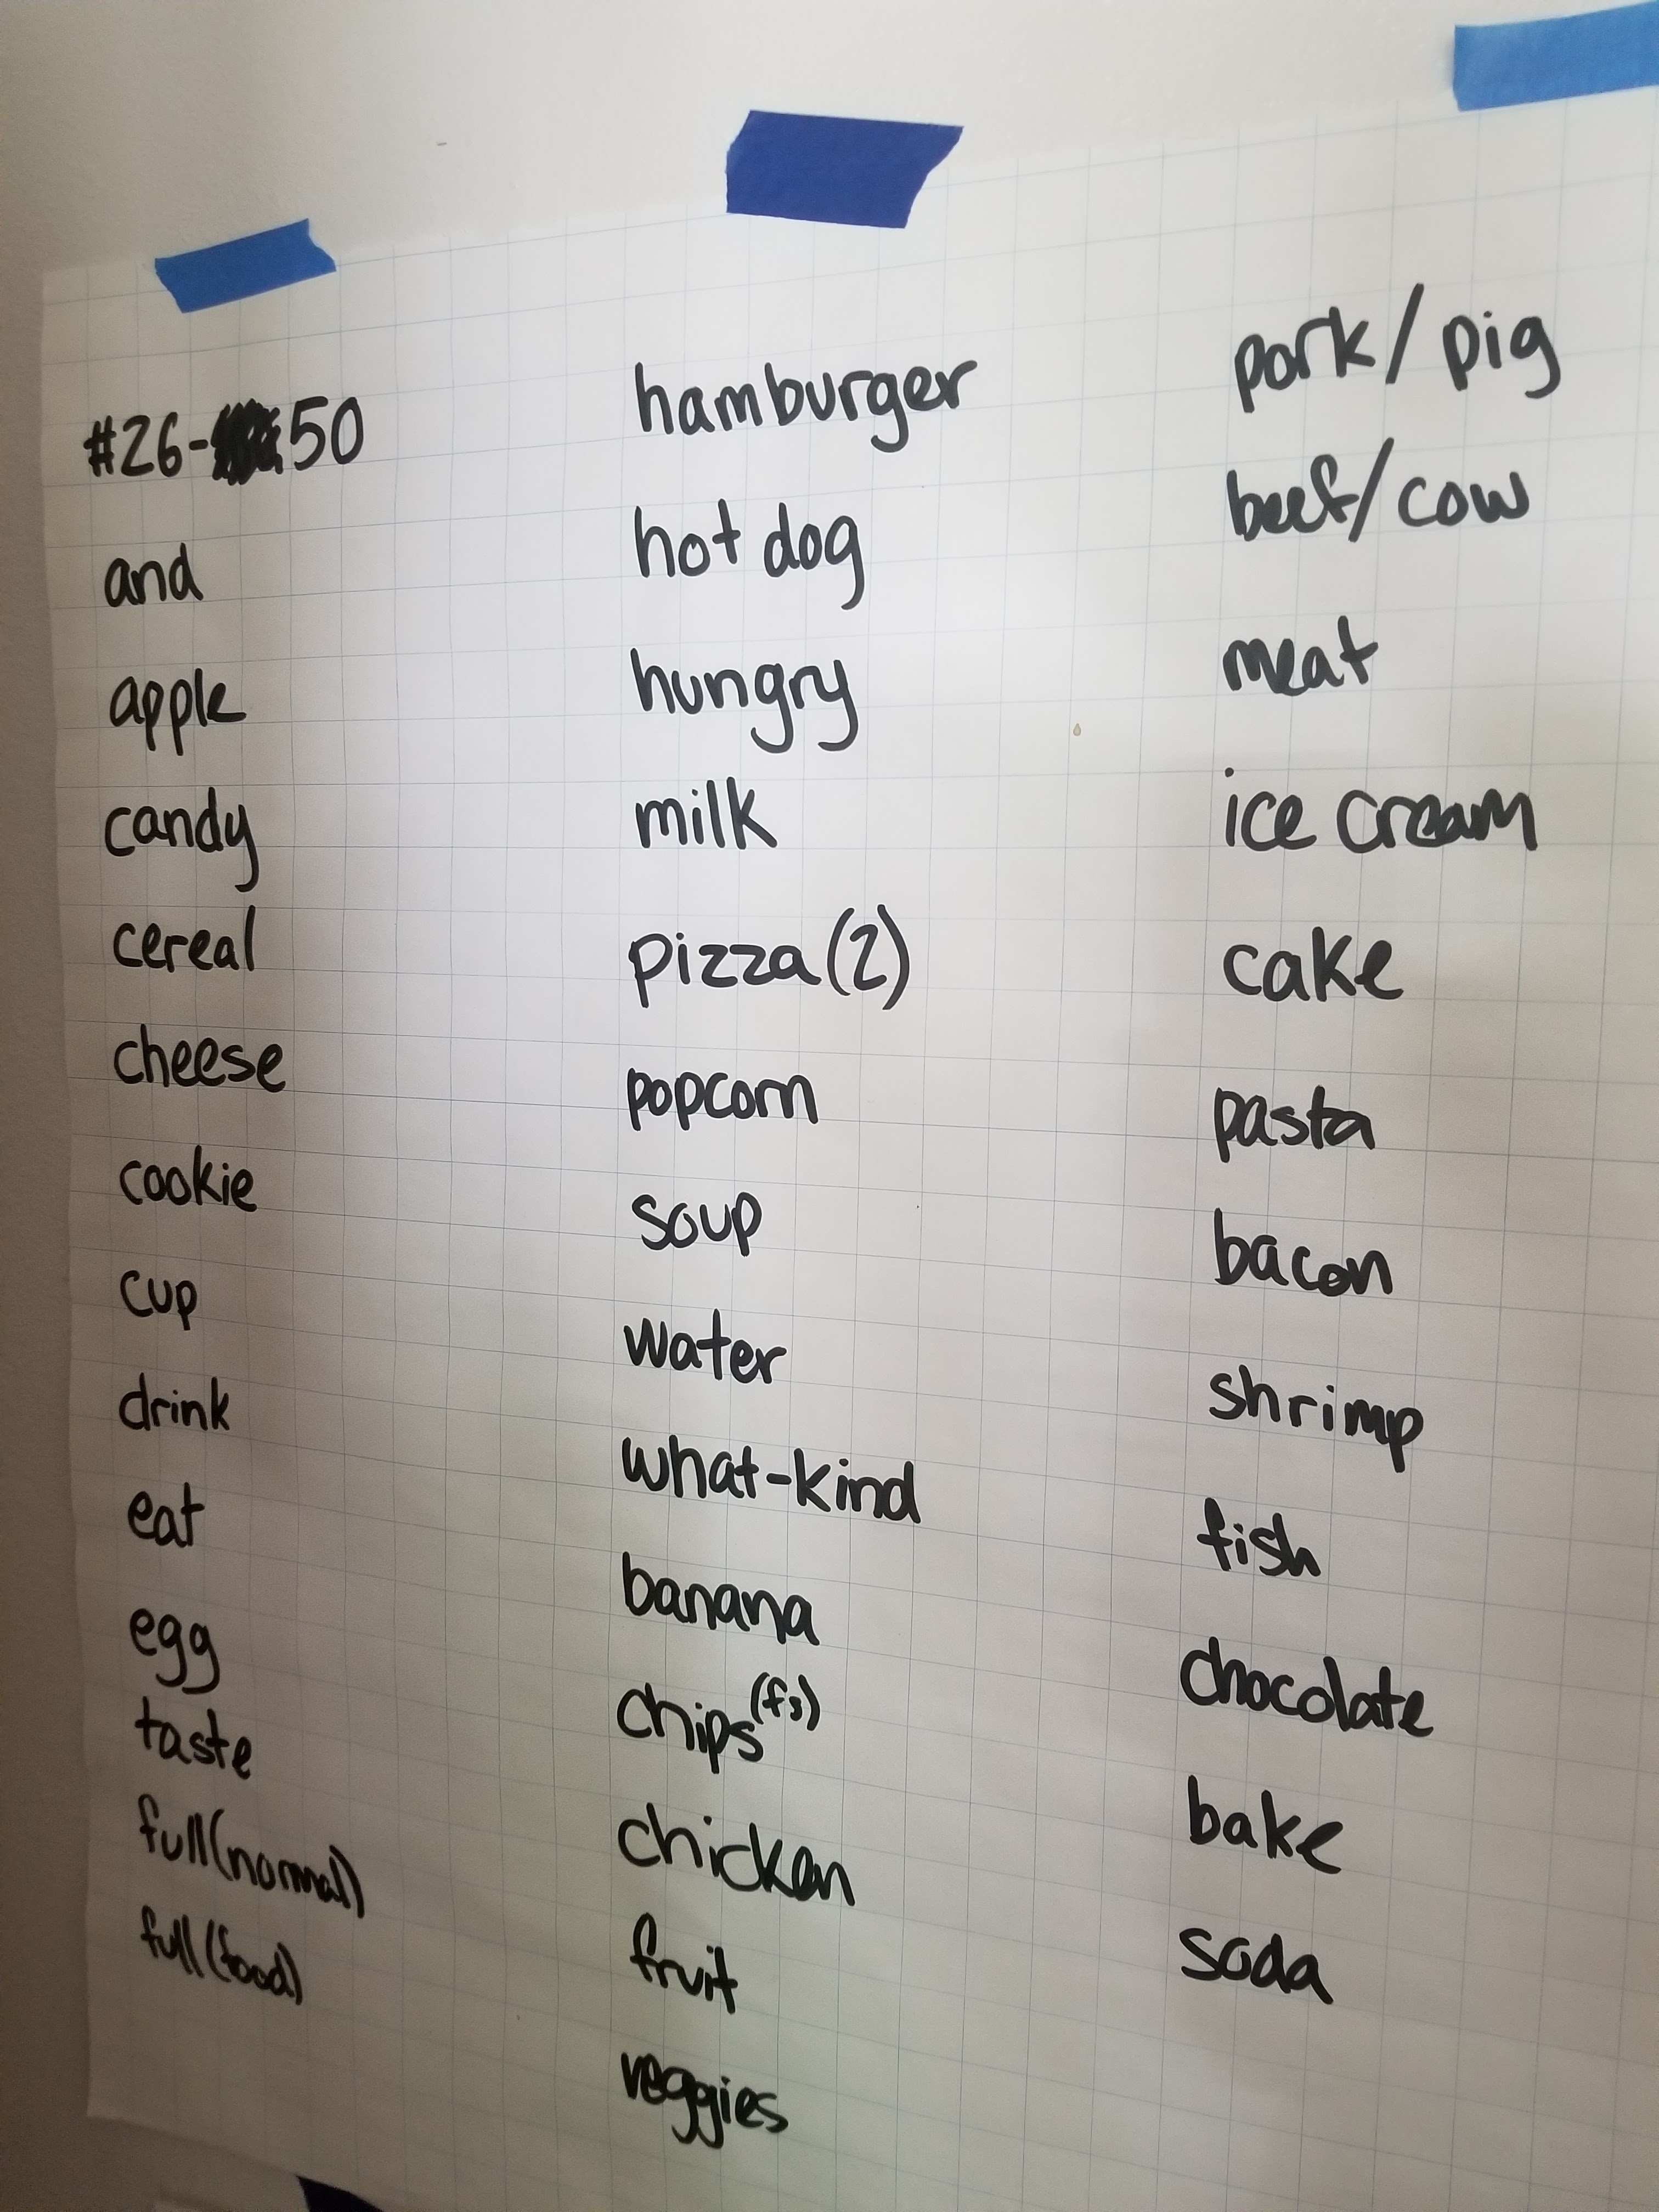 #26-50
and
apple
candy
cereal
cheese
cookie
cup
drink
eat
egg
taste
full(normal)
full(food)
hamburger
hot dog
hungry
milk
pizza(2)
popcorn
soup
water
what-kind
banana
chips(fs)
chicken
fruit
veggies
pork/pig
beef/cow
meat
ice cream
cake
pasta
bacon
shrimp
fish
chocolate
bake
soda